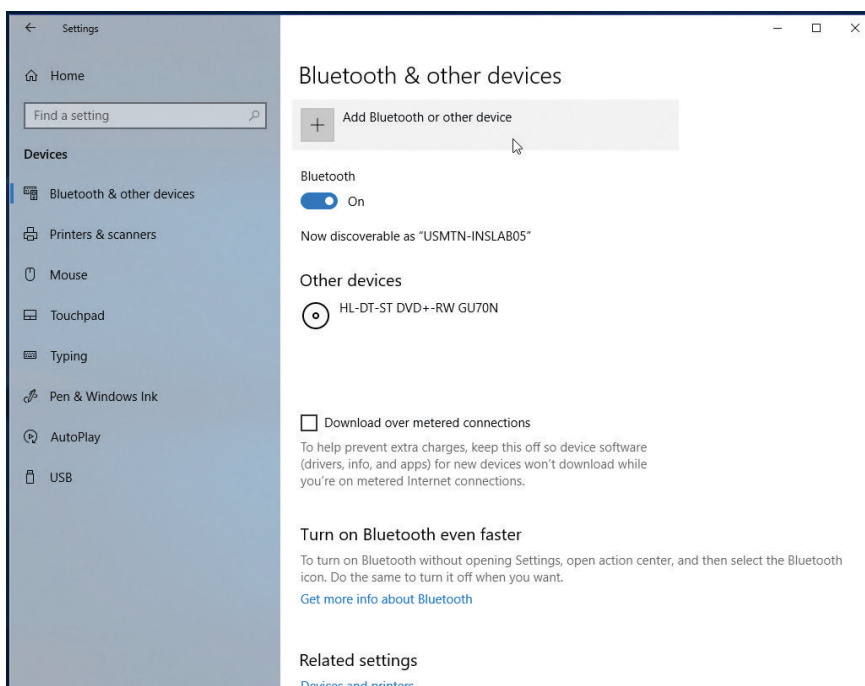 Settings
Home
Find a setting
Devices
Bluetooth & other devices
Printers & scanners
Mouse
Touchpad
Typing
Pen & Windows Ink
AutoPlay
USB
Bluetooth & other devices
Add Bluetooth or other device
Bluetooth
On
Now discoverable as “USMTN-INSLAB05”
Other devices
HL-DT-ST DVD+-RW GU70N
Download over metered connections
To help prevent extra charges, keep this off so device software
(drivers, info, and apps) for new devices won’t download while
you’re on metered Internet connections.
Turn on Bluetooth even faster
To turn on Bluetooth without opening Settings, open action center, and then select the Bluetooth
icon. Do the same to turn it off when you want.
Get more info about Bluetooth
Related settings
Devices and printers